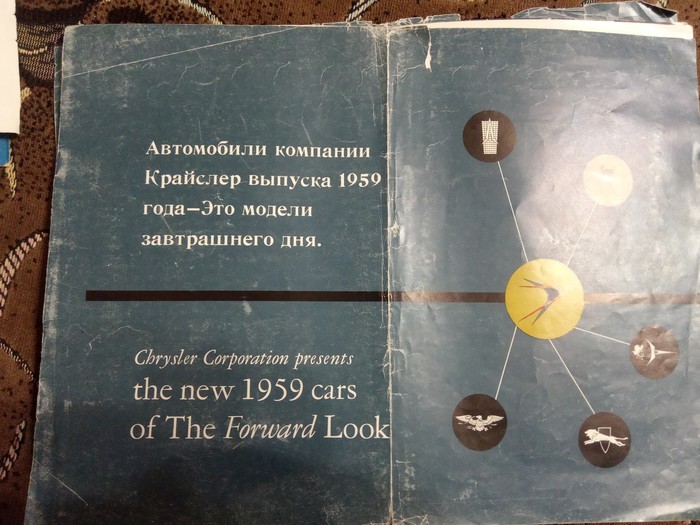 Автомобили компании
Крайслер выпуска 1959
года—Это модели
завтрашнего дня.
Chrysler Corporation presents
the new 1959 cars
of The Forward Look